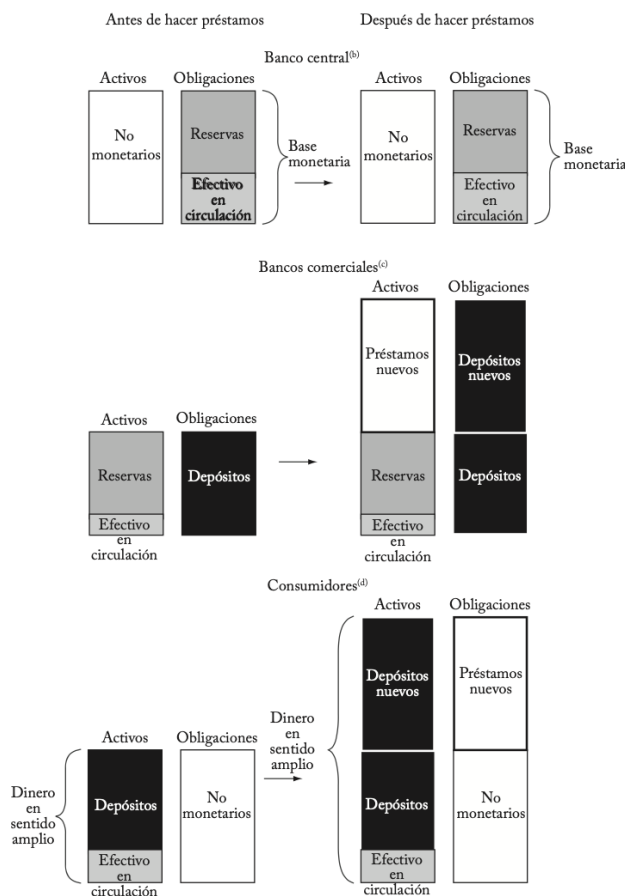 Antes de hacer préstamos
Después de hacer préstamos
Banco central(b)
Activos
Obligaciones
Activos
Obligaciones
No
monetarios
Reservas
Efectivo
en
circulación
Base
monetaria
No
monetarios
Reservas
Efectivo
en
circulación
Base
monetaria
Bancos comerciales(c)
Activos
Obligaciones
Préstamos
nuevos
Depósitos
nuevos
Activos
Obligaciones
Reservas
Depósitos
Efectivo
en
circulación
Reservas
Depósitos
Efectivo
en
circulación
Consumidores(d)
Activos
Obligaciones
Depósitos
nuevos
Préstamos
nuevos
Dinero
en
sentido
amplio
Activos
Obligaciones
Dinero
en
sentido
amplio
Depósitos
No
monetarios
Efectivo
en
circulación
Depósitos
No
monetarios
Efectivo
en
circulación